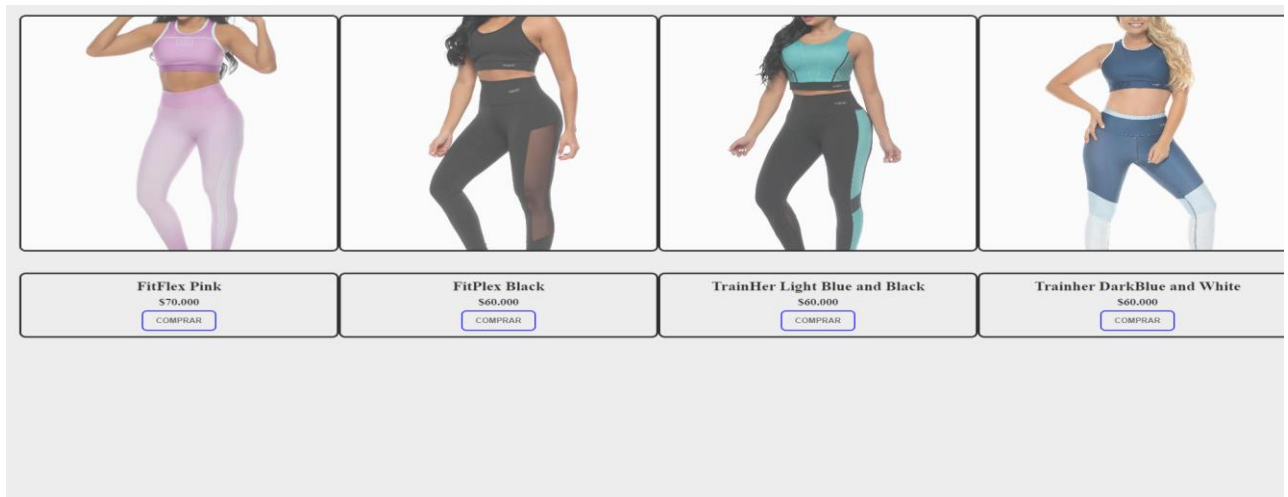 FitFlex Pink
$70.000
COMPRAR
FitPlex Black
$60.000
COMPRAR
TrainHer Light Blue and Black
$60.000
COMPRAR
Trainher DarkBlue and White
$60.000
COMPRAR